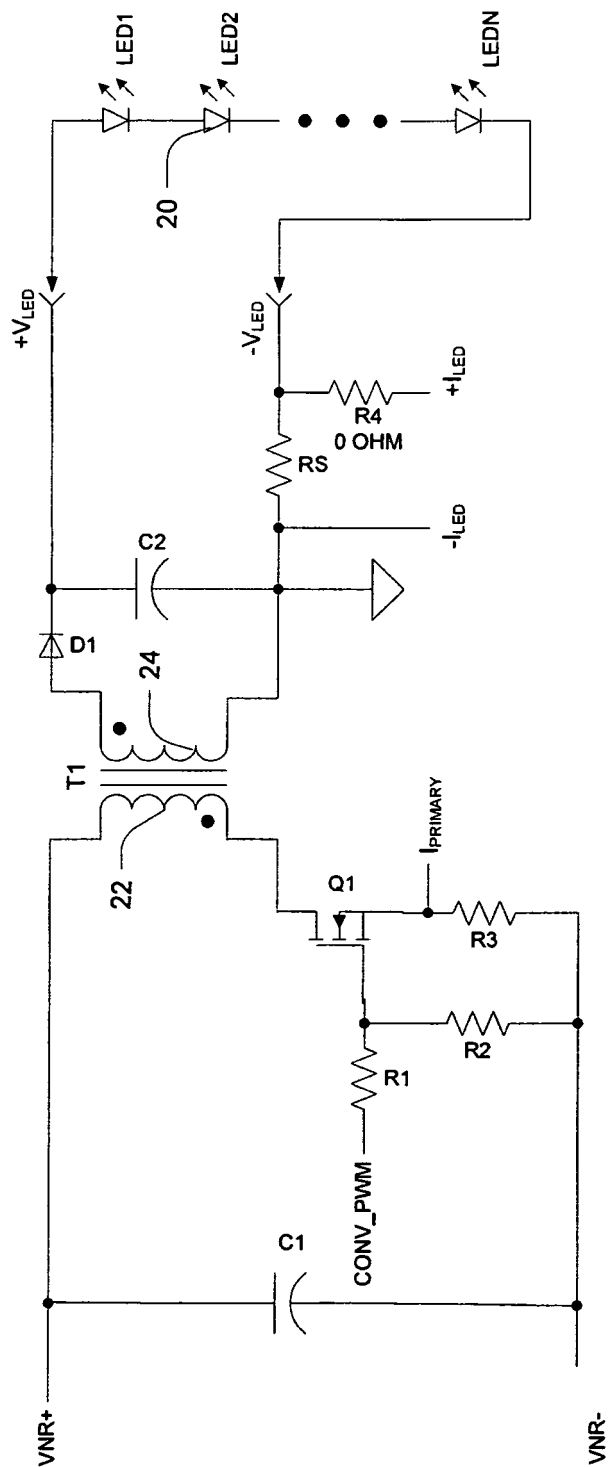 VNR+
VNR-
C1
CONV_PWM
R1
R2
R3
Q1
IPRIMARY
22
T1
24
D1
C2
RS
R4
0 OHM
-ILED
+ILED
+VLED
-VLED
20
LED1
LED2
LEDN